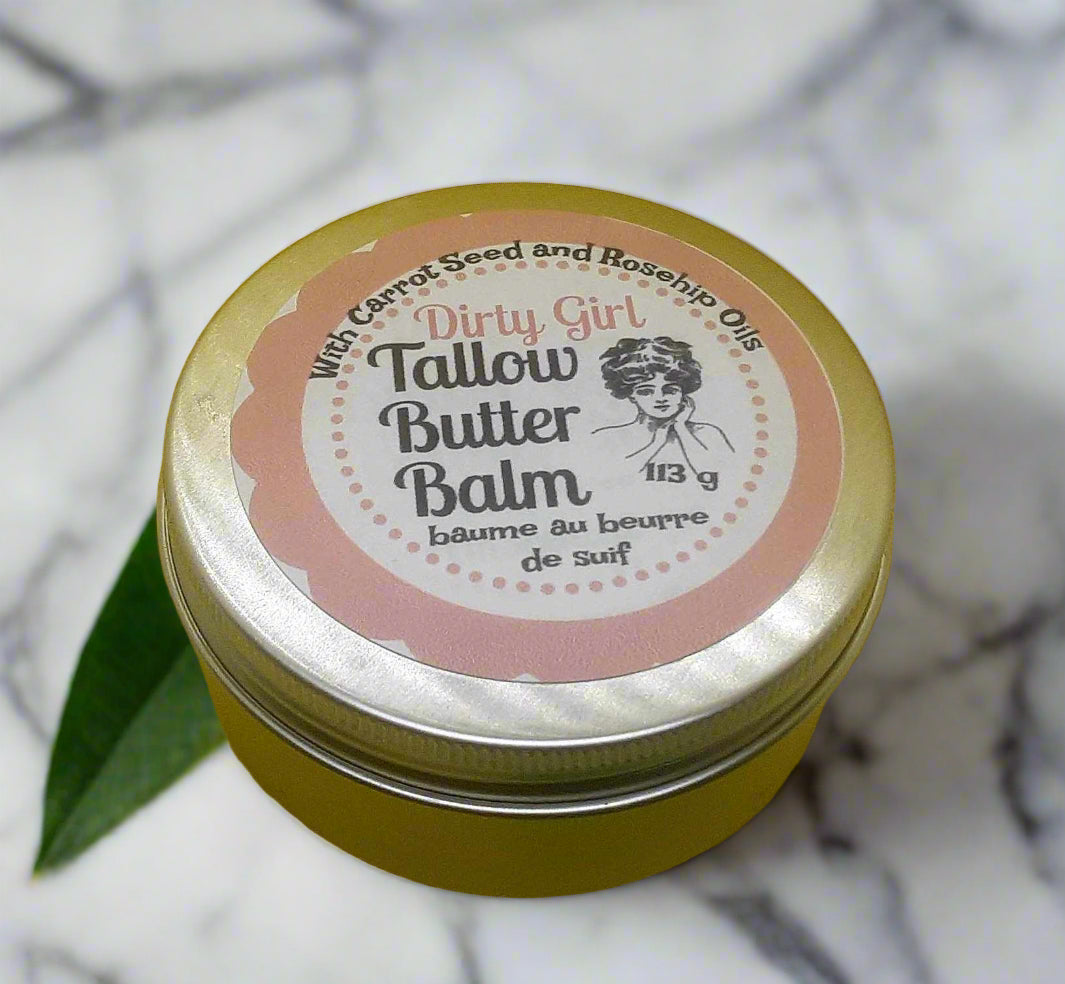 With Carrot Seed and Rosehip Oils
Dirty Girl
Tallow
Butter
Balm
113 g
baume au beurre
de suif